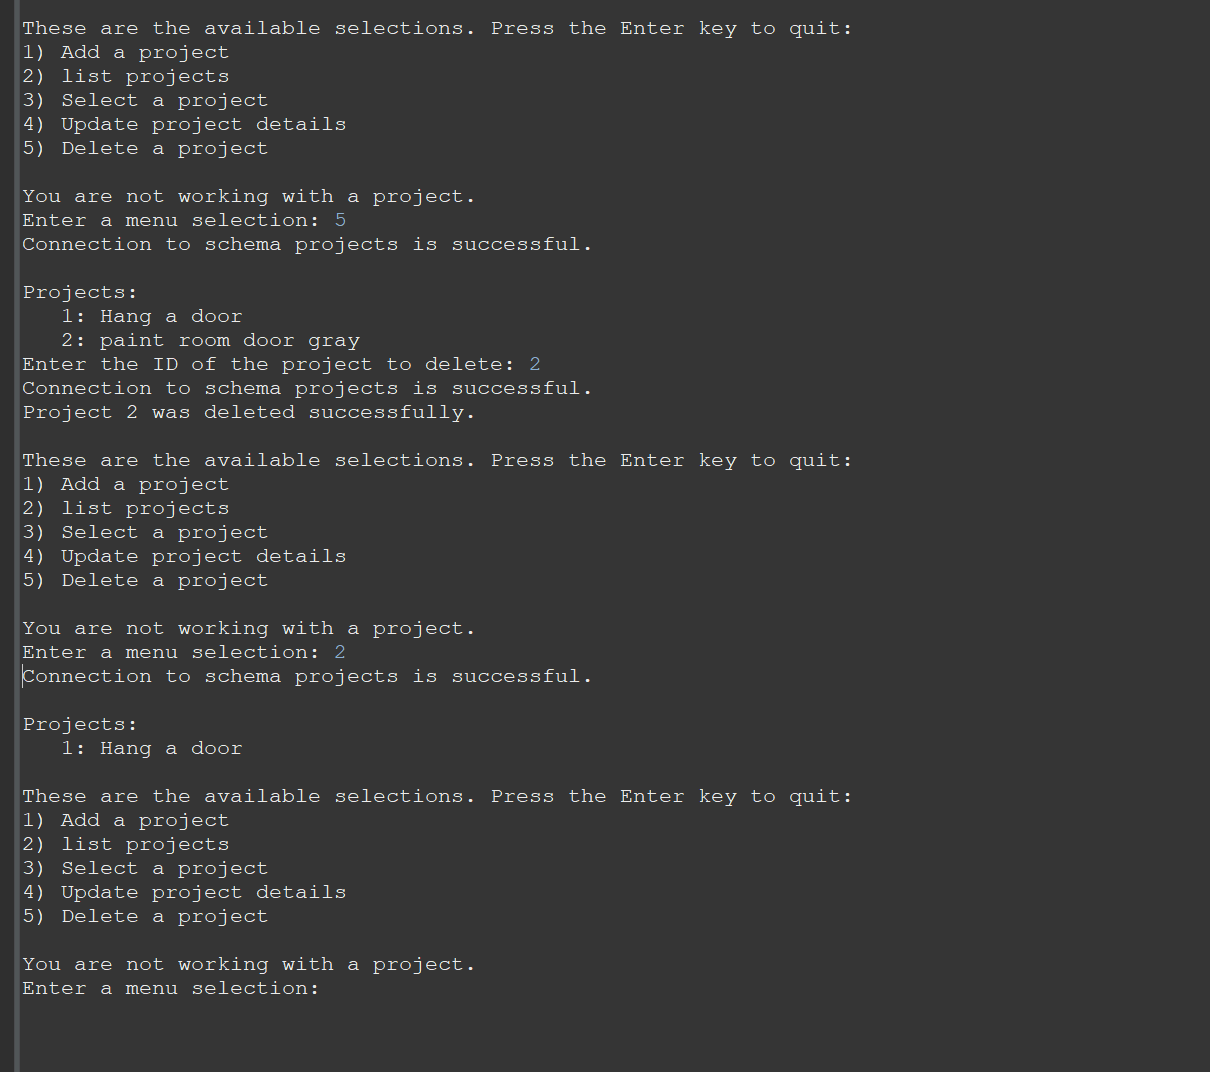 These are the available selections. Press the Enter key to quit:
1) Add a project
2) list projects
3) Select a project
4) Update project details
5) Delete a project

You are not working with a project.
Enter a menu selection: 5
Connection to schema projects is successful.

Projects:
   1: Hang a door
   2: paint room door gray
Enter the ID of the project to delete: 2
Connection to schema projects is successful.
Project 2 was deleted successfully.

These are the available selections. Press the Enter key to quit:
1) Add a project
2) list projects
3) Select a project
4) Update project details
5) Delete a project

You are not working with a project.
Enter a menu selection: 2
Connection to schema projects is successful.

Projects:
   1: Hang a door

These are the available selections. Press the Enter key to quit:
1) Add a project
2) list projects
3) Select a project
4) Update project details
5) Delete a project

You are not working with a project.
Enter a menu selection: